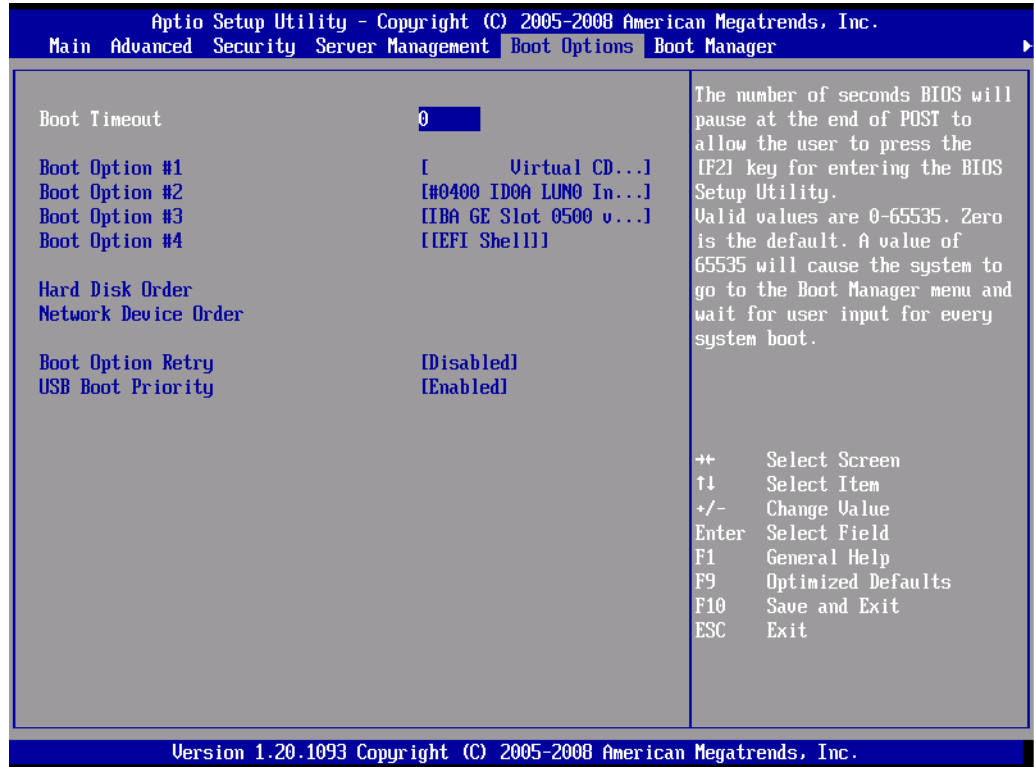 Aptio Setup Utility - Copyright (C) 2005-2008 American Megatrends, Inc.
Main Advanced Security Server Management Boot Options Boot Manager
Boot Timeout 0
Boot Option #1 [ Virtual CD...]
Boot Option #2 [#0400 ID0A LUN0 In...]
Boot Option #3 [IBA GE Slot 0500 v...]
Boot Option #4 [[EFI Shell]]
Hard Disk Order
Network Device Order
Boot Option Retry [Disabled]
USB Boot Priority [Enabled]
The number of seconds BIOS will
pause at the end of POST to
allow the user to press the
[F2] key for entering the BIOS
Setup Utility.
Valid values are 0-65535. Zero
is the default. A value of
65535 will cause the system to
go to the Boot Manager menu and
wait for user input for every
system boot.
→← Select Screen
↑↓ Select Item
+/- Change Value
Enter Select Field
F1 General Help
F9 Optimized Defaults
F10 Save and Exit
ESC Exit
Version 1.20.1093 Copyright (C) 2005-2008 American Megatrends, Inc.